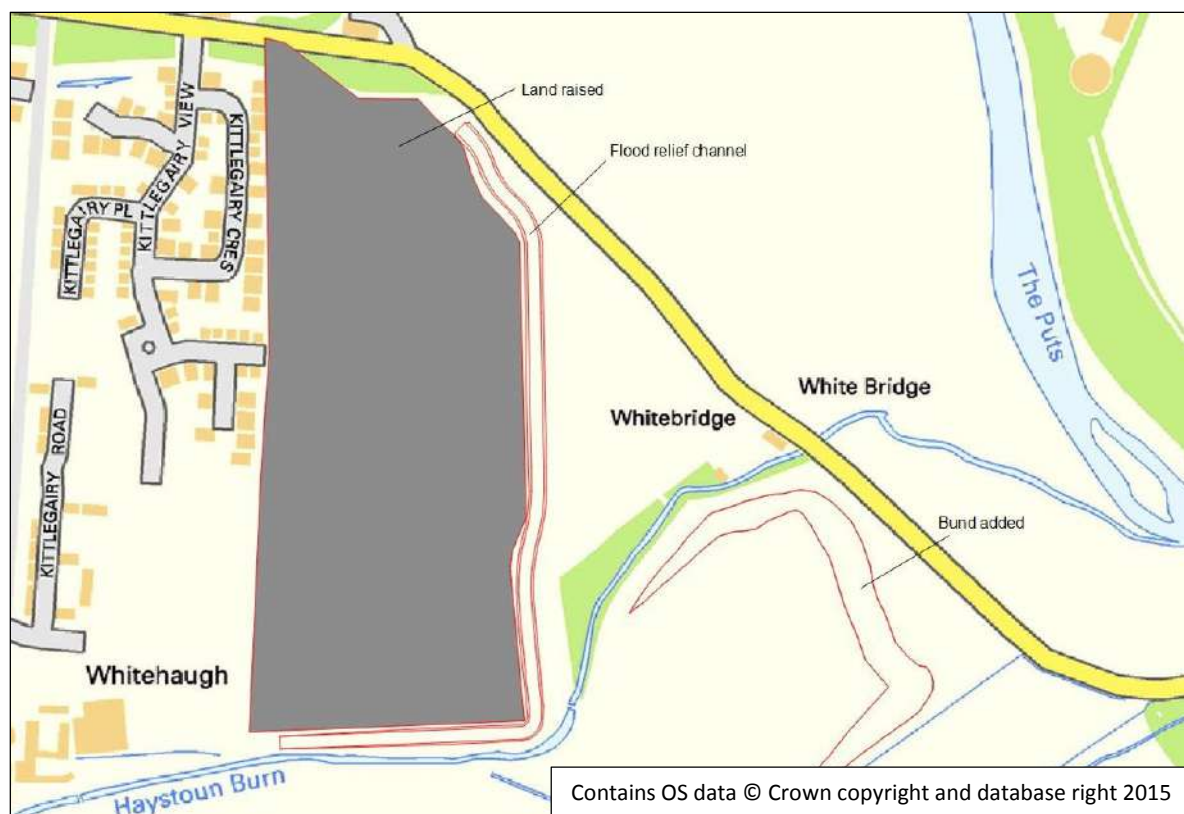 Land raised
Flood relief channel
KITTLEGAIRY VIEW
KITTLEGAIRY CRES
KITTLEGAIRY PL
The Puts
White Bridge
Whitebridge
KITTLEGAIRY ROAD
Bund added
Whitehaugh
Haystoun Burn
Contains OS data © Crown copyright and database right 2015